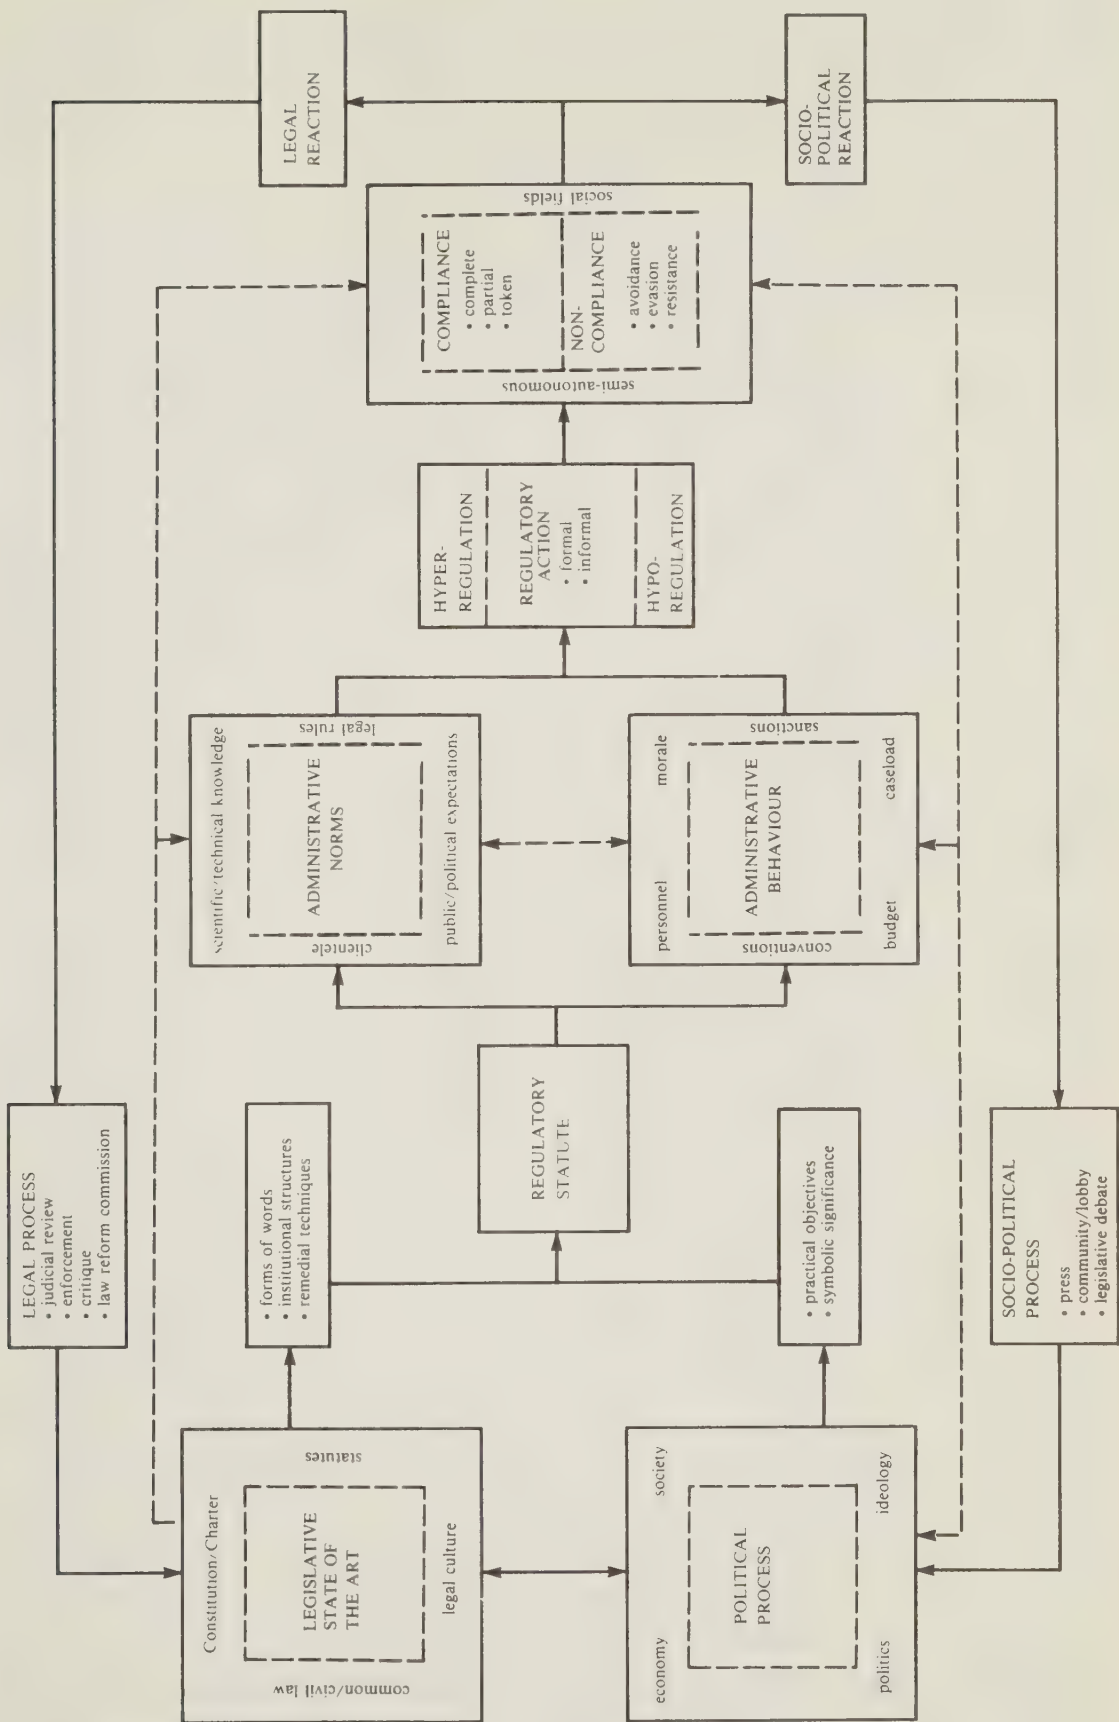 LEGAL PROCESS
• judicial review
• enforcement
• critique
• law reform commission
LEGAL
REACTION
Constitution/Charter
common/civil law
LEGISLATIVE
STATE OF
THE ART
statutes
legal culture
• forms of words
• institutional structures
• remedial techniques
economy
society
POLITICAL
PROCESS
politics
ideology
• practical objectives
• symbolic significance
REGULATORY
STATUTE
scientific/technical knowledge
clientele
ADMINISTRATIVE
NORMS
legal rules
public/political expectations
personnel
morale
conventions
ADMINISTRATIVE
BEHAVIOUR
sanctions
budget
caseload
HYPER-
REGULATION
REGULATORY
ACTION
• formal
• informal
HYPO-
REGULATION
semi-autonomous
COMPLIANCE
• complete
• partial
• token
NON-
COMPLIANCE
• avoidance
• evasion
• resistance
social fields
SOCIO-POLITICAL
PROCESS
• press
• community/lobby
• legislative debate
SOCIO-
POLITICAL
REACTION